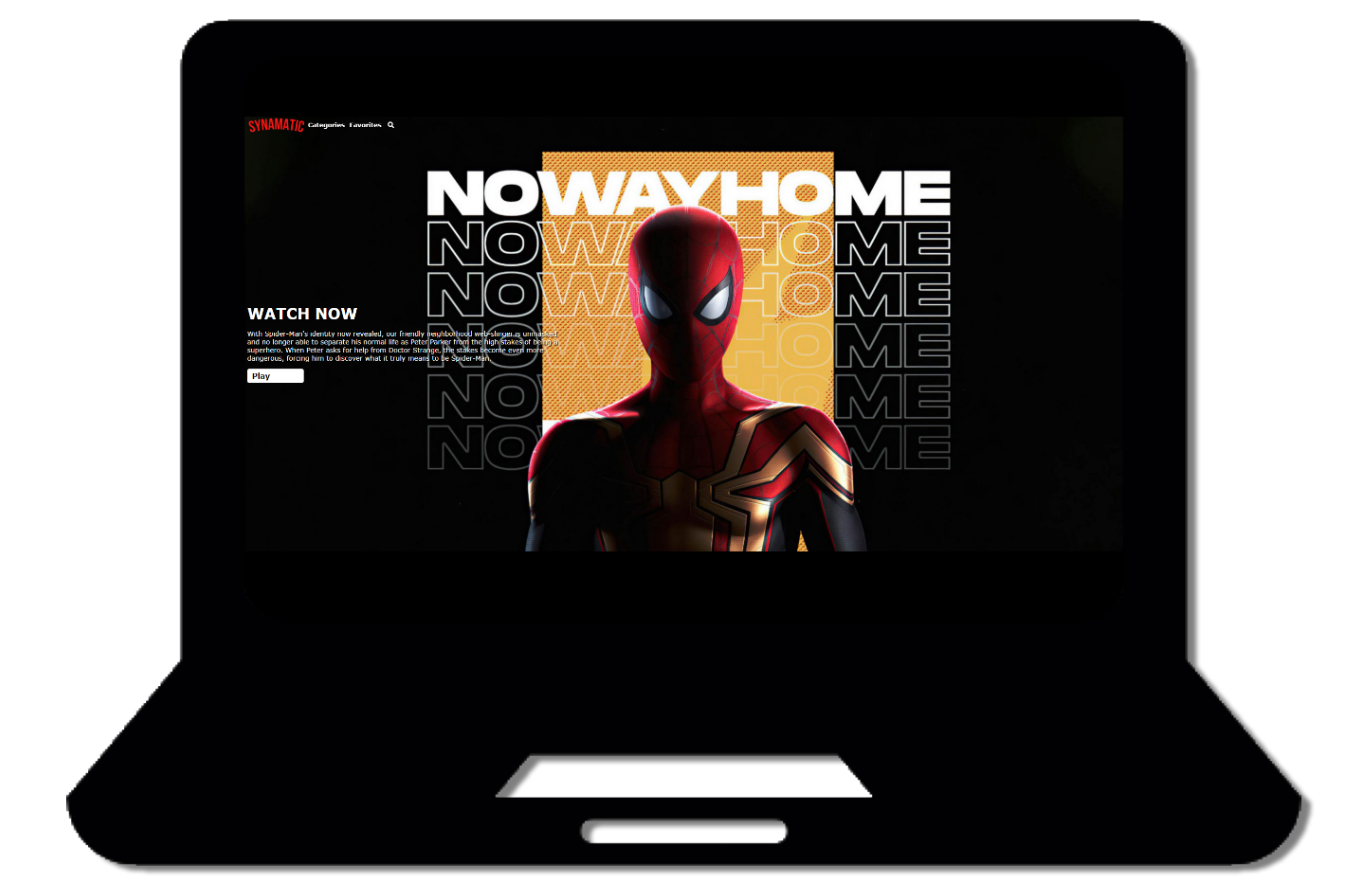 SYNAMATIC Categories Favorites
NOWAYHOME
NOWAYHOME
NOWAYHOME
NOWAYHOME
NOWAYHOME
NOWAYHOME
WATCH NOW
With Spider-Man's identity now revealed, our friendly neighborhood web-slinger is unmasked
and no longer able to separate his normal life as Peter Parker from the high stakes of being a
superhero. When Peter asks for help from Doctor Strange, the stakes become even more
dangerous, forcing him to discover what it truly means to be Spider-Man.
Play